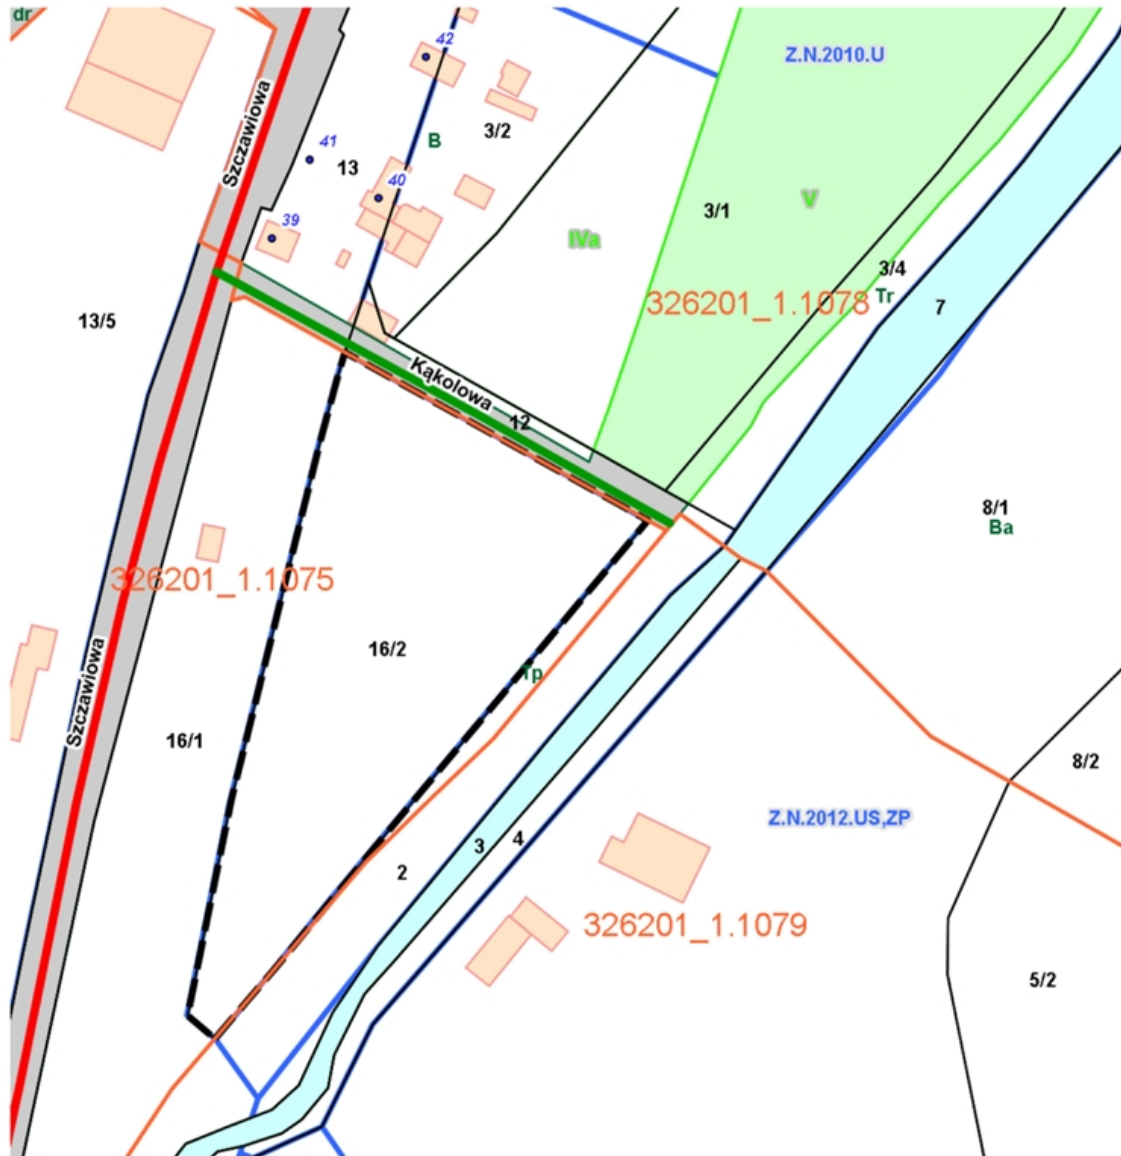 dr
42
Z.N.2010.U
3/2
B
Szczawiowa
41
13
40
V
3/1
39
IVa
3/4
Tr
326201_1.1078
7
13/5
Kąkolowa
12
8/1
Ba
326201_1.1075
16/2
Tp
Szczawiowa
16/1
8/2
Z.N.2012.US,ZP
3
4
2
326201_1.1079
5/2